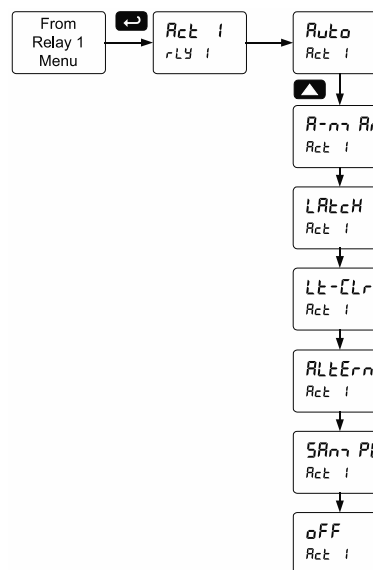 From
Relay 1
Menu
Act 1
rLY 1
Auto
Act 1
A-mAn
Act 1
LAtcH
Act 1
Lt-CLr
Act 1
ALtErn
Act 1
Act 1
oFF
Act 1